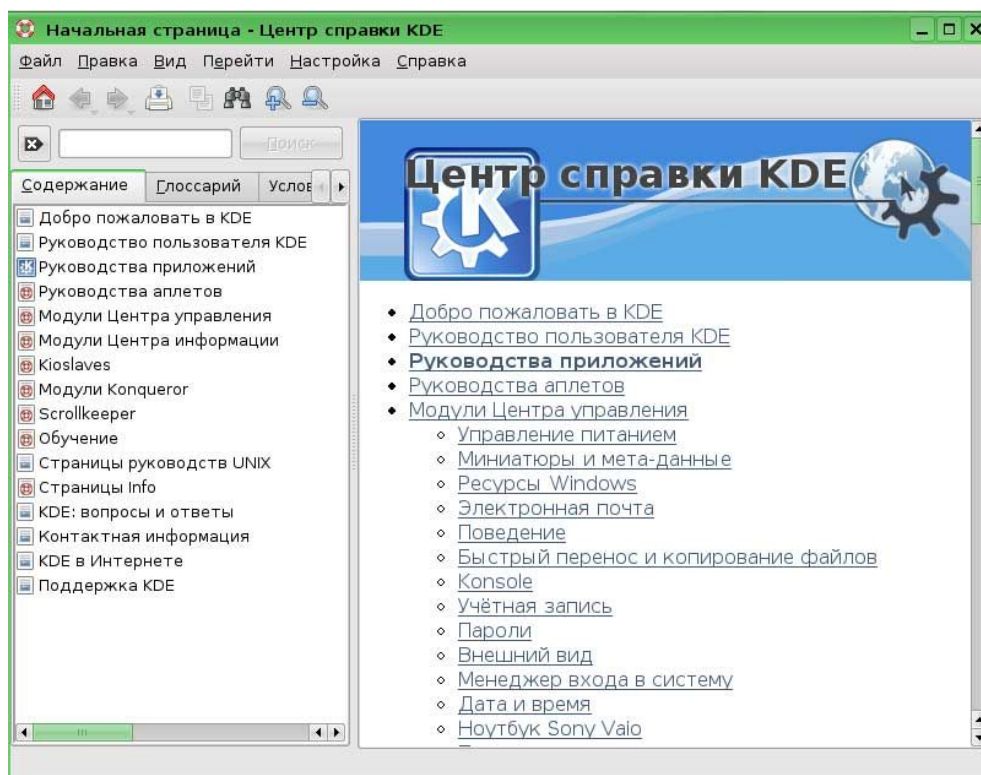 Начальная страница - Центр справки KDE
Файл Правка Вид Перейти Настройка Справка
Поиск
Содержание Глоссарий Услов
Добро пожаловать в KDE
Руководство пользователя KDE
Руководства приложений
Руководства аплетов
Модули Центра управления
Модули Центра информации
Kioslaves
Модули Konqueror
Scrollkeeper
Обучение
Страницы руководств UNIX
Страницы Info
KDE: вопросы и ответы
Контактная информация
KDE в Интернете
Поддержка KDE
Центр справки KDE
Добро пожаловать в KDE
Руководство пользователя KDE
Руководства приложений
Руководства аплетов
Модули Центра управления
Управление питанием
Миниатюры и мета-данные
Ресурсы Windows
Электронная почта
Поведение
Быстрый перенос и копирование файлов
Konsole
Учётная запись
Пароли
Внешний вид
Менеджер входа в систему
Дата и время
Ноутбук Sony Vaio